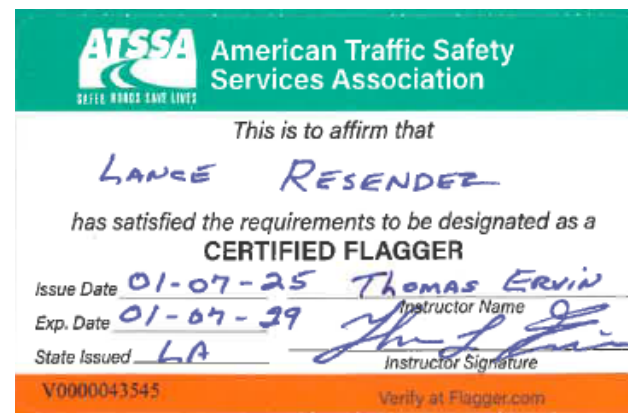 ATSSA
SAFER ROADS SAVE LIVES
American Traffic Safety
Services Association
This is to affirm that
LANCE RESENDEZ
has satisfied the requirements to be designated as a
CERTIFIED FLAGGER
Issue Date 01-07-25 THOMAS ERVIN
Instructor Name
Exp. Date 01-07-29
State Issued LA
Instructor Signature
V0000043545 Verify at Flagger.com